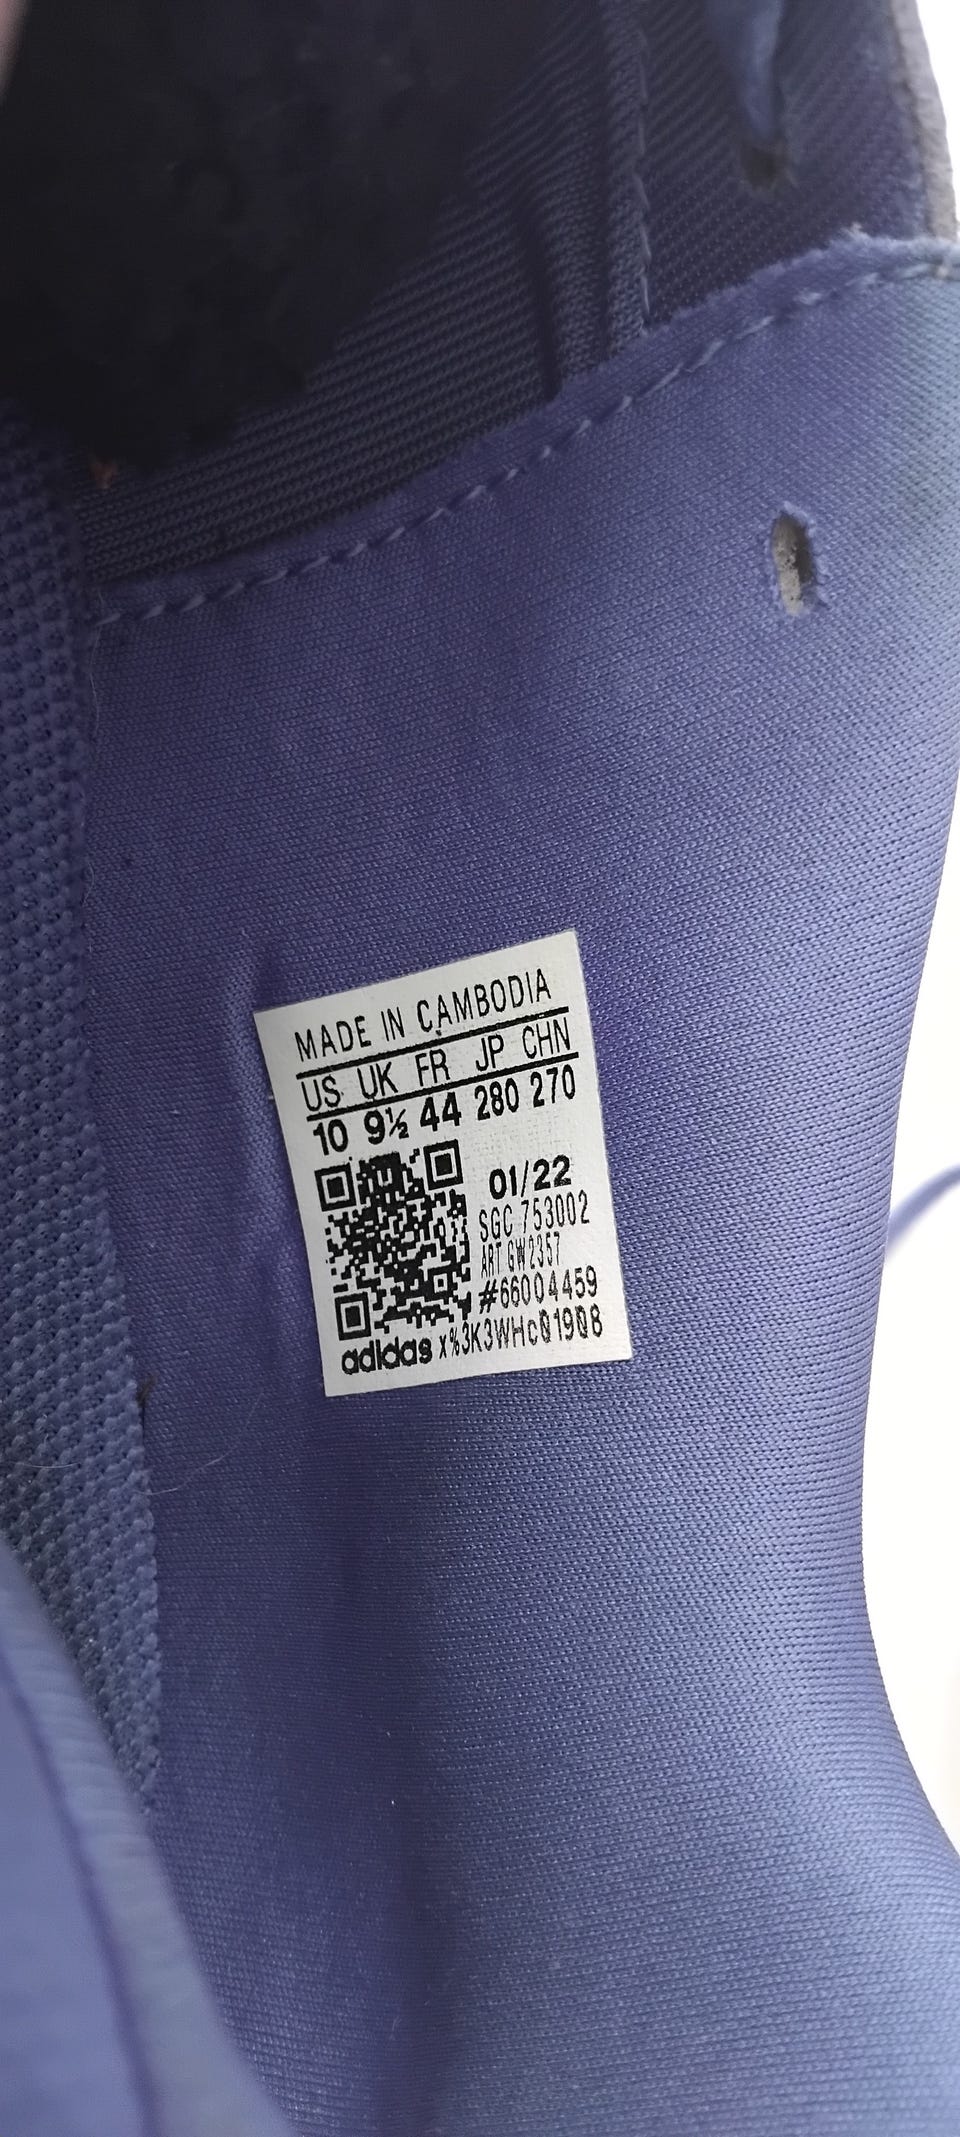 MADE IN CAMBODIA
US UK FR JP CHN
10 9½ 44 280 270
01/22
SGC 753002
ART GW2357
#66004459
adidas x%3K3WHc01908